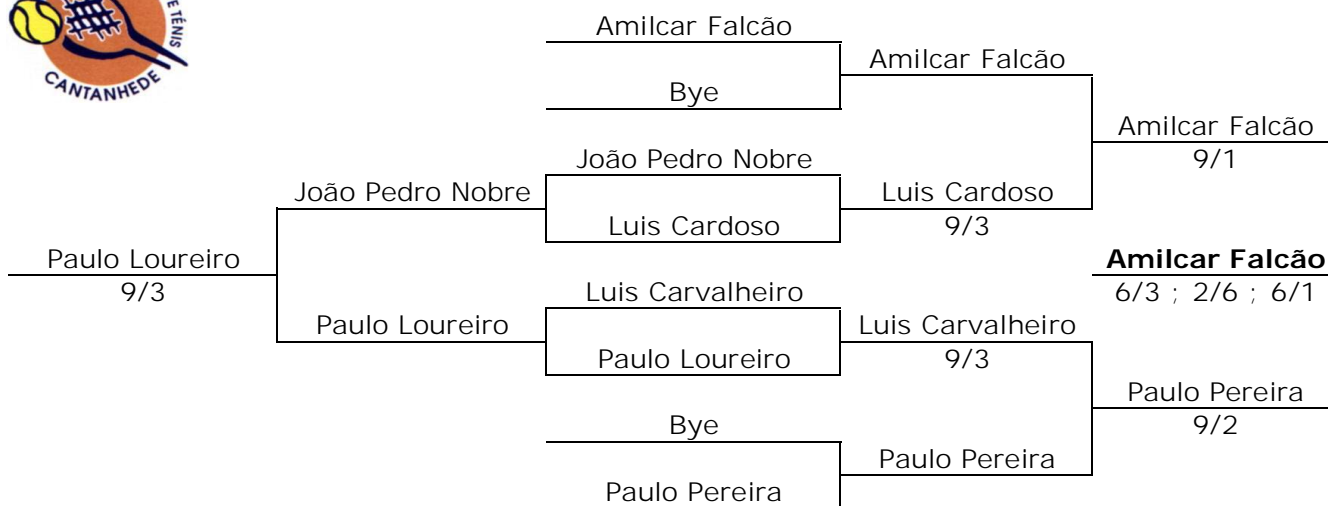 E TÉNIS
CANTANHEDE
Amilcar Falcão
Amilcar Falcão
Bye
Amilcar Falcão
9/1
João Pedro Nobre
João Pedro Nobre
Luis Cardoso
Luis Cardoso
9/3
Paulo Loureiro
9/3
Amilcar Falcão
6/3 ; 2/6 ; 6/1
Luis Carvalheiro
Paulo Loureiro
Luis Carvalheiro
Paulo Loureiro
9/3
Paulo Pereira
9/2
Bye
Paulo Pereira
Paulo Pereira